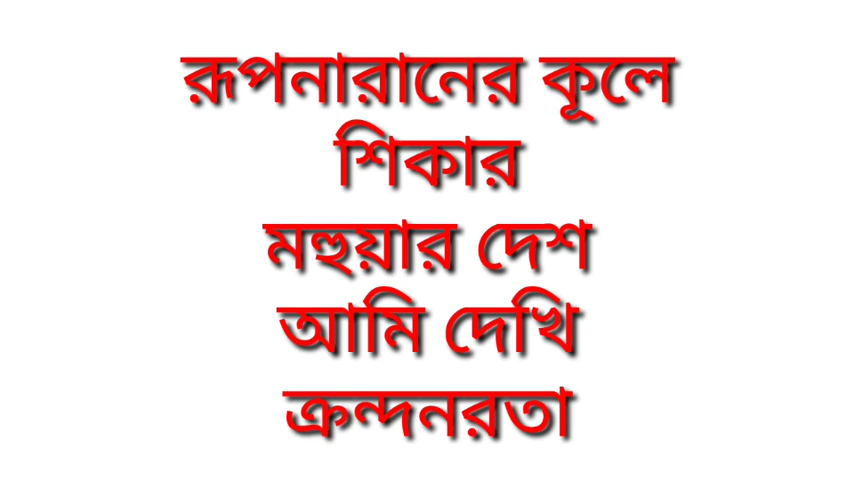 রূপনারানের কূলে
শিকার
মহুয়ার দেশ
আমি দেখি
ক্রন্দনরতা